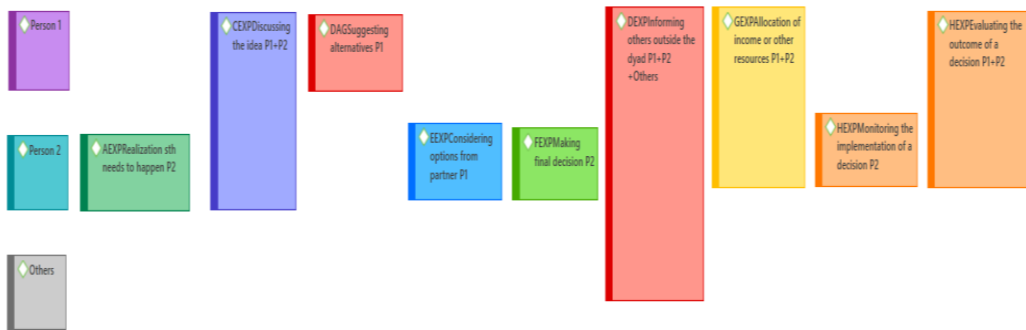 Person 1
CEXPDiscussing
the idea P1+P2
DAGSuggesting
alternatives P1
DEXPInforming
others outside the
dyad P1+P2
+Others
GEXPAllocation of
income or other
resources P1+P2
HEXPEvaluating the
outcome of a
decision P1+P2
Person 2
AEXPRealization sth
needs to happen P2
EEXPConsidering
options from
partner P1
FEXPMaking
final decision P2
HEXPMonitoring the
implementation of a
decision P2
Others